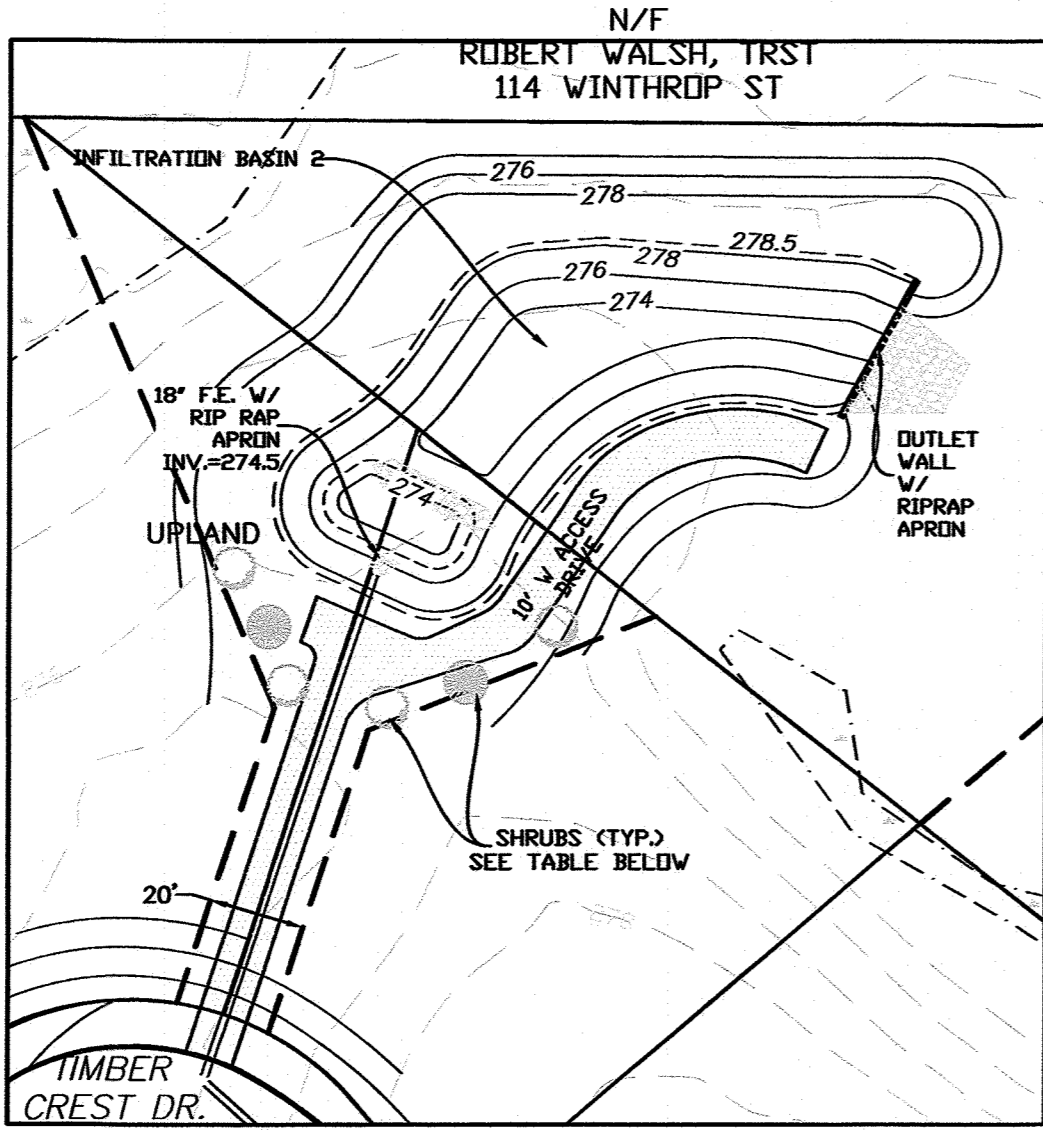 N/F
ROBERT WALSH, TRST
114 WINTHROP ST
INFILTRATION BASIN 2
276
278
278.5
278
276
274
18" F.E. W/
RIP RAP
APRON
INV.=274.5
274
UPLAND
10' W ACCESS
DRIVE
OUTLET
WALL
W/
RIPRAP
APRON
SHRUBS (TYP.)
SEE TABLE BELOW
20'
TIMBER
CREST DR.